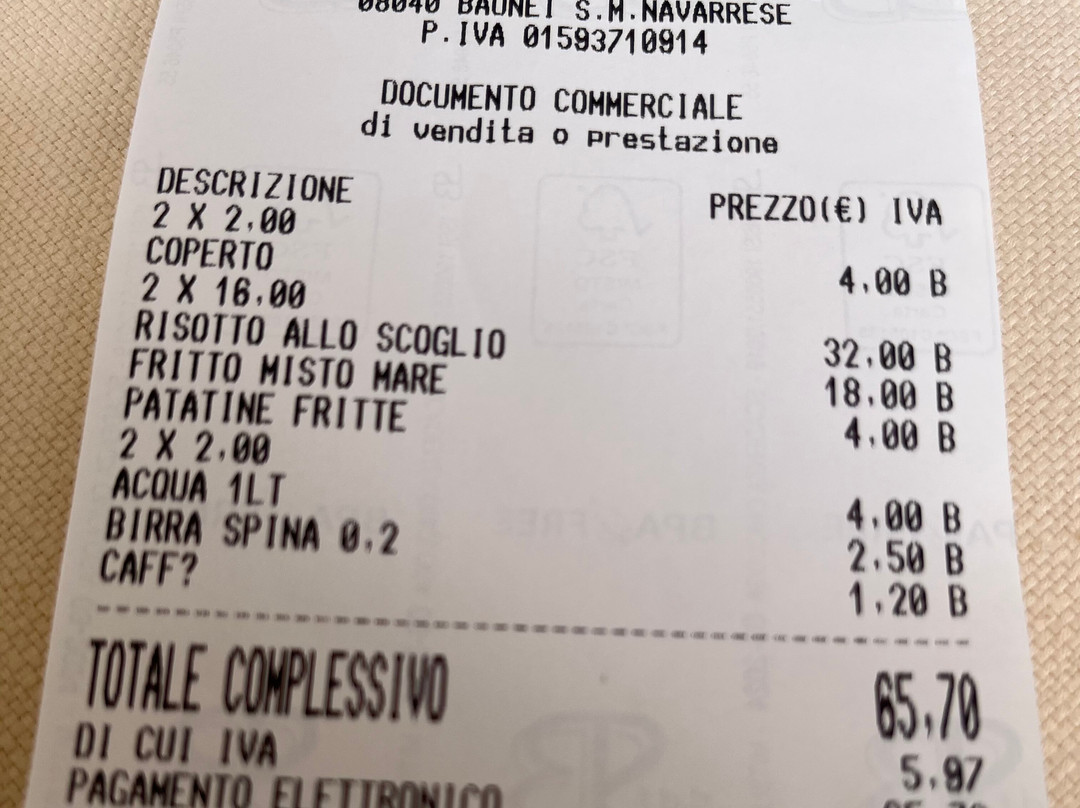 08040 BAUNEI S.M.NAVARRESE
P.IVA 01593710914
DOCUMENTO COMMERCIALE
di vendita o prestazione
DESCRIZIONE PREZZO(€) IVA
2 X 2,00
COPERTO 4,00 B
2 X 16,00
RISOTTO ALLO SCOGLIO 32,00 B
FRITTO MISTO MARE 18,00 B
PATATINE FRITTE 4,00 B
2 X 2,00
ACQUA 1LT 4,00 B
BIRRA SPINA 0,2 2,50 B
CAFF? 1,20 B
TOTALE COMPLESSIVO 65,70
DI CUI IVA 5,97
PAGAMENTO ELETTRONICO